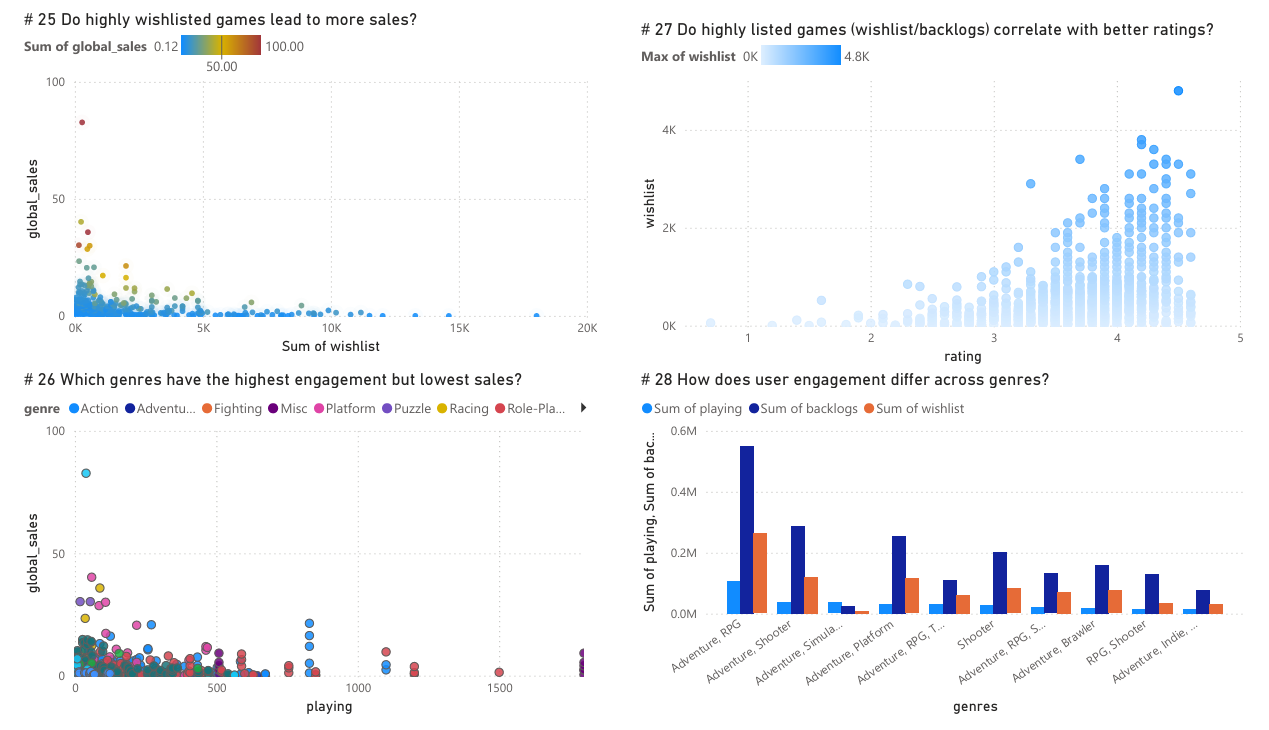 # 25 Do highly wishlisted games lead to more sales?
Sum of global_sales 0.12 100.00
50.00
100
50
0
global_sales
0K 5K 10K 15K 20K
Sum of wishlist
# 27 Do highly listed games (wishlist/backlogs) correlate with better ratings?
Max of wishlist 0K 4.8K
4K
2K
0K
wishlist
1 2 3 4 5
rating
# 26 Which genres have the highest engagement but lowest sales?
genre Action Adventu... Fighting Misc Platform Puzzle Racing Role-Pla...
100
50
0
global_sales
0 500 1000 1500
playing
# 28 How does user engagement differ across genres?
Sum of playing Sum of backlogs Sum of wishlist
0.6M
0.4M
0.2M
0.0M
Sum of playing, Sum of bac...
Adventure, RPG
Adventure, Shooter
Adventure, Simula...
Adventure, Platform
Adventure, RPG, T...
Shooter
Adventure, RPG, S...
Adventure, Brawler
RPG, Shooter
Adventure, Indie, ...
genres